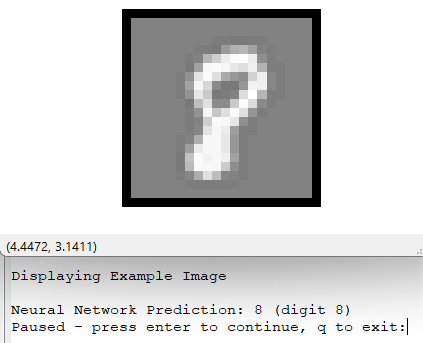 (4.4472, 3.1411)
Displaying Example Image
Neural Network Prediction: 8 (digit 8)
Paused - press enter to continue, q to exit: